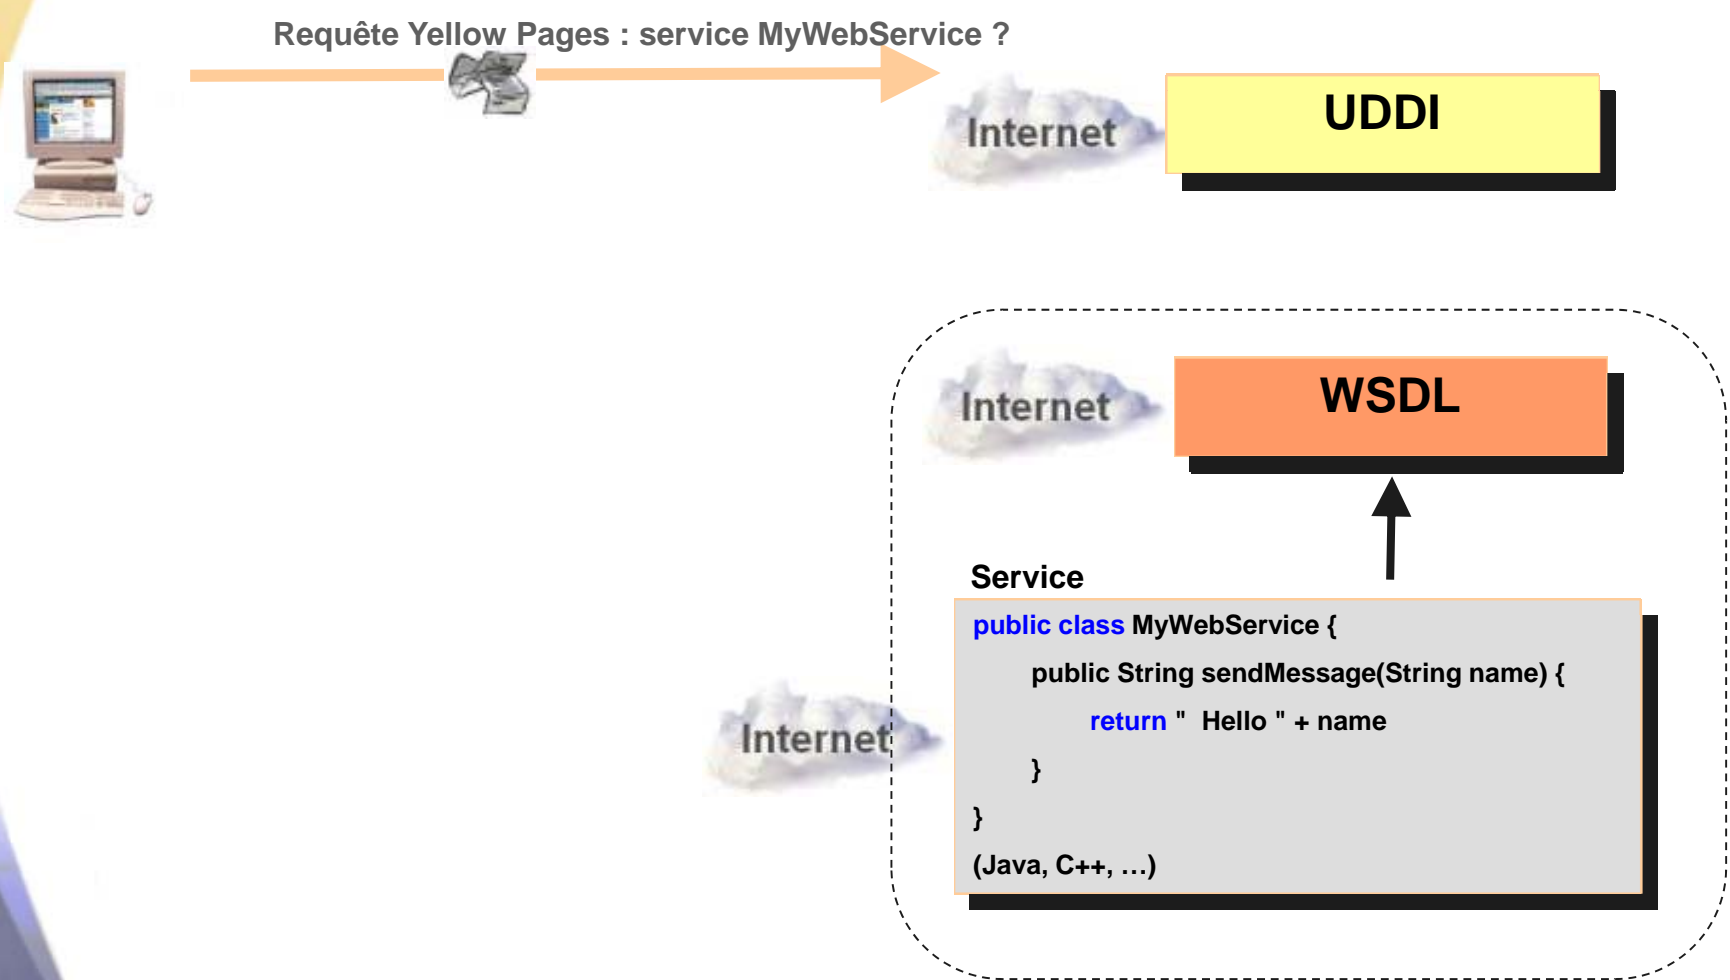 Requête Yellow Pages : service MyWebService ?
Internet
UDDI
Internet
WSDL
Service
public class MyWebService {
public String sendMessage(String name) {
return " Hello " + name
}
}
(Java, C++, …)
Internet